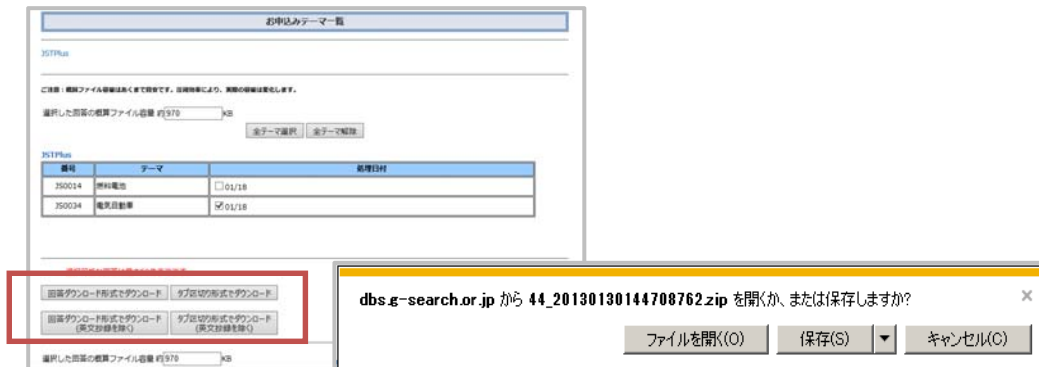 お申込みテーマ一覧
JSTPlus
ご注意:概算ファイル容量はあくまで目安です。圧縮効率により、実際の容量は変化します。
選択した回答の概算ファイル容量 約970 KB
全テーマ選択 全テーマ解除
JSTPlus
番号 テーマ 処理日付
JS0014 燃料電池 01/18
JS0034 電気自動車 01/18
回答ダウンロード形式でダウンロード タブ区切り形式でダウンロード
回答ダウンロード形式でダウンロード タブ区切形式でダウンロード
(英文抄録を除く) (英文抄録を除く)
選択した回答の概算ファイル容量 約970 KB
dbs.g-search.or.jp から 44_20130130144708762.zip を開くか、または保存しますか?
×
ファイルを開く(O) 保存(S) ▼ キャンセル(C)